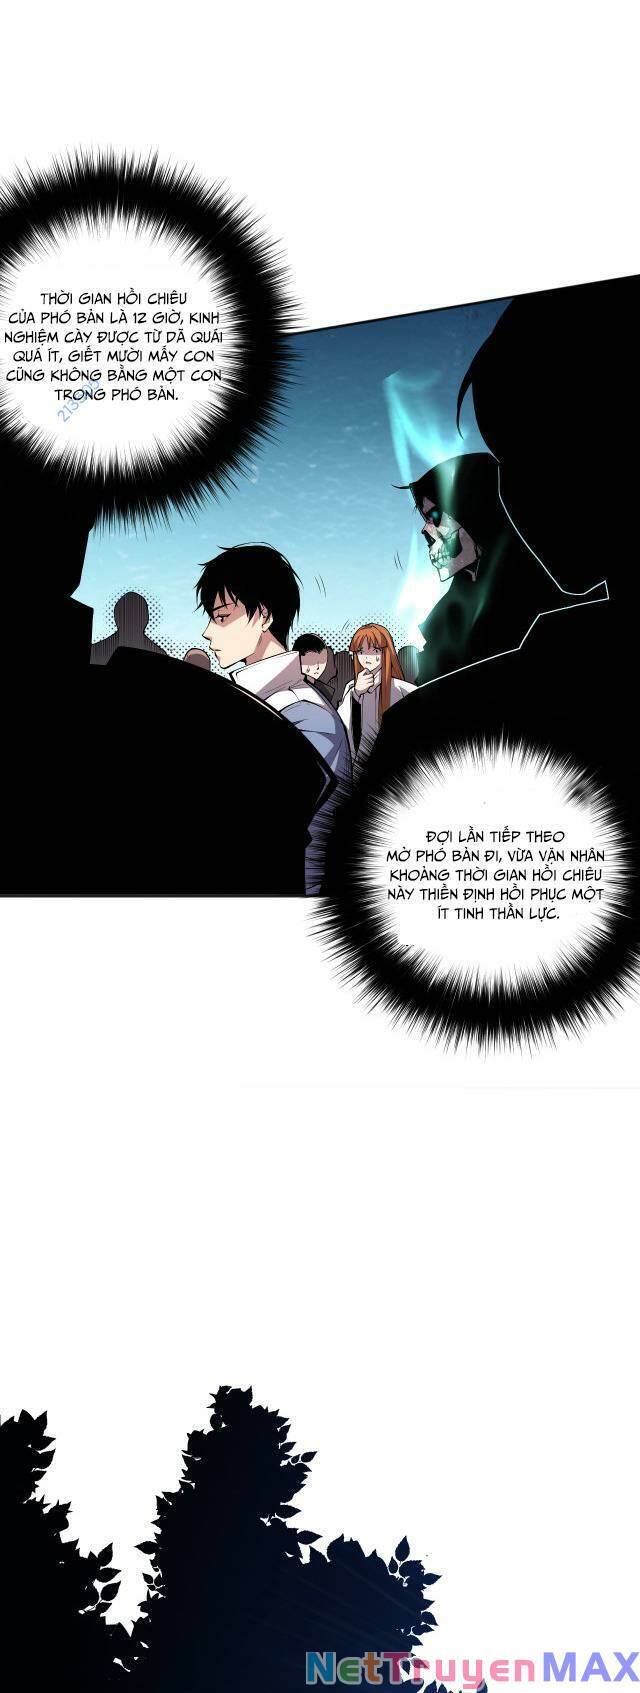 THỜI GIAN HỒI CHIÊU
CỦA PHÓ BẢN LÀ 12 GIỜ, KINH
NGHIỆM CÀY ĐƯỢC TỪ DÃ QUÁI
QUÁ ÍT, GIẾT MƯỜI MẤY CON
CŨNG KHÔNG BẰNG MỘT CON
TRONG PHÓ BẢN.
ĐỢI LẦN TIẾP THEO
MỞ PHÓ BẢN ĐI, VỪA VẶN NHÂN
KHOẢNG THỜI GIAN HỒI CHIÊU
NÀY THIỀN ĐỊNH HỒI PHỤC MỘT
ÍT TINH THẦN LỰC.
NETTRUYENMAX